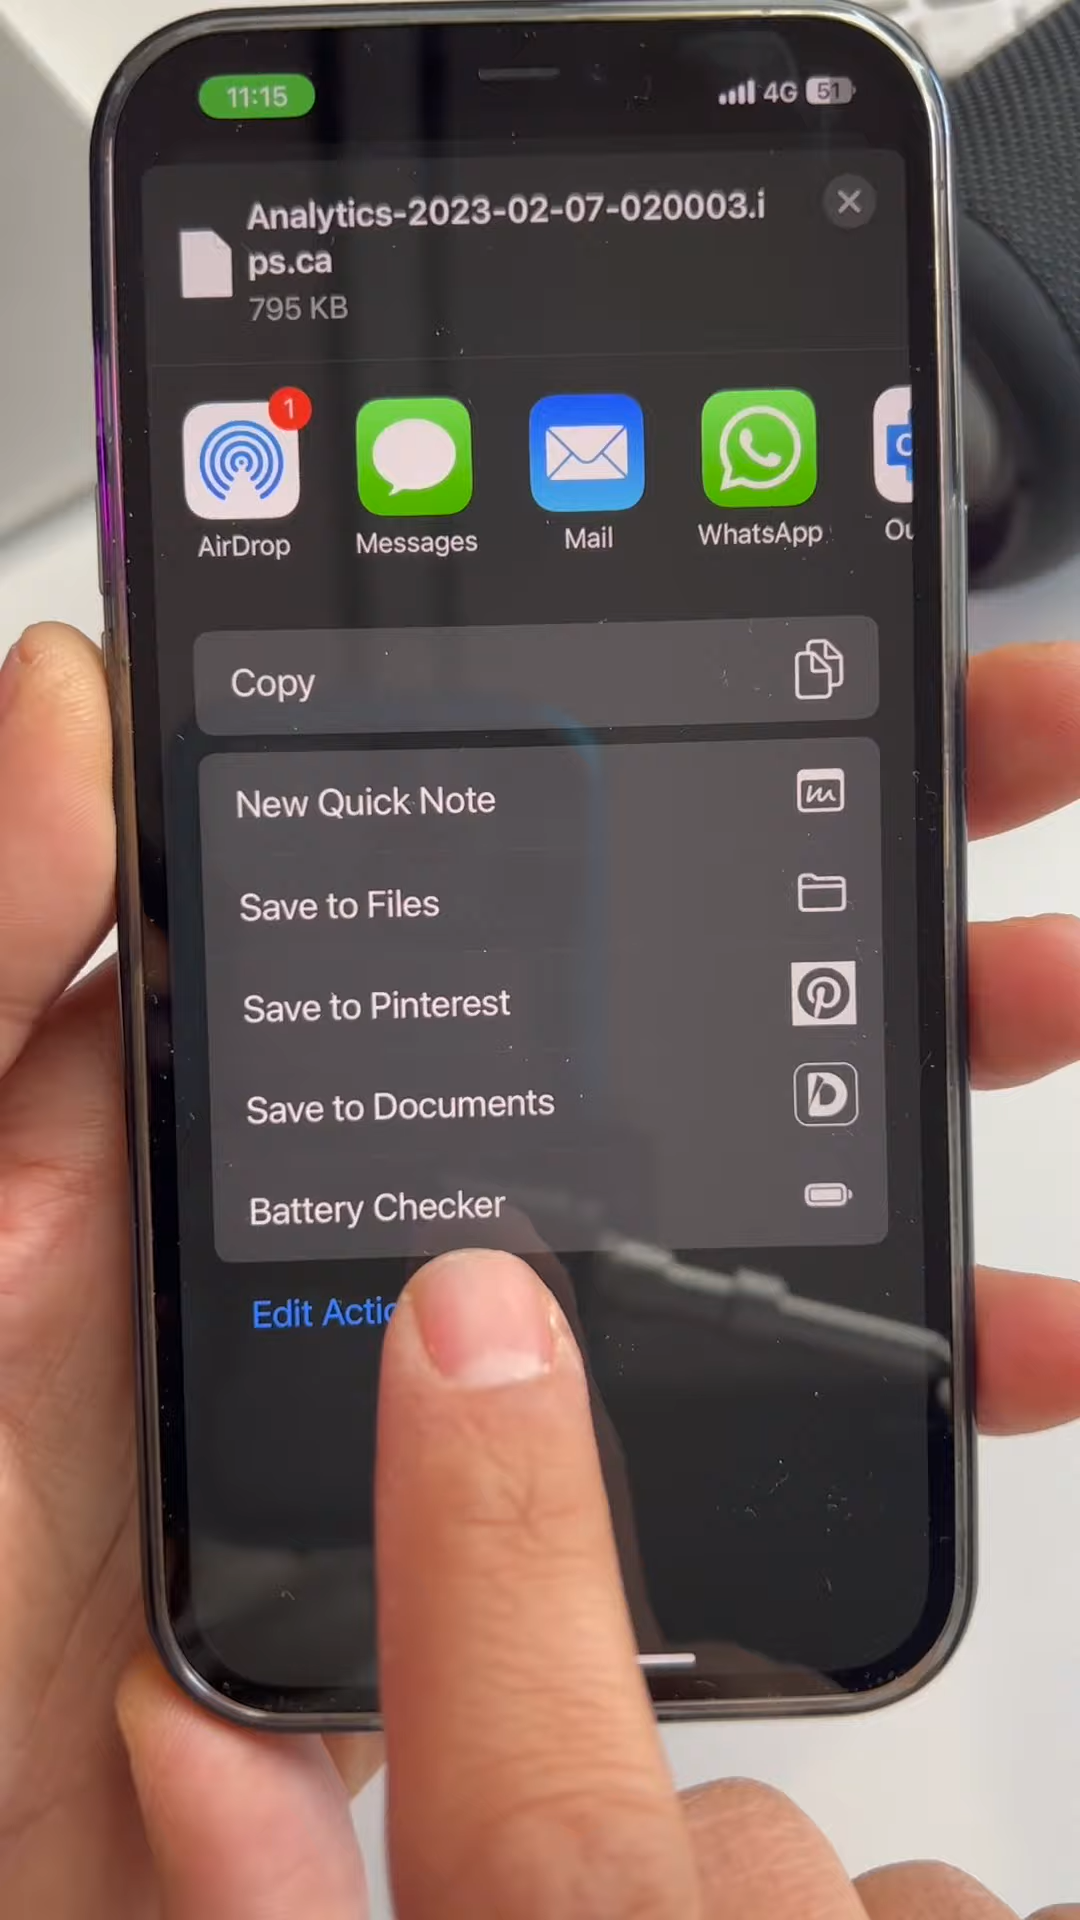 11:15
4G 51
Analytics-2023-02-07-020003.i
ps.ca
795 KB
1
AirDrop
Messages
Mail
WhatsApp
Copy
New Quick Note
Save to Files
Save to Pinterest
Save to Documents
Battery Checker
Edit